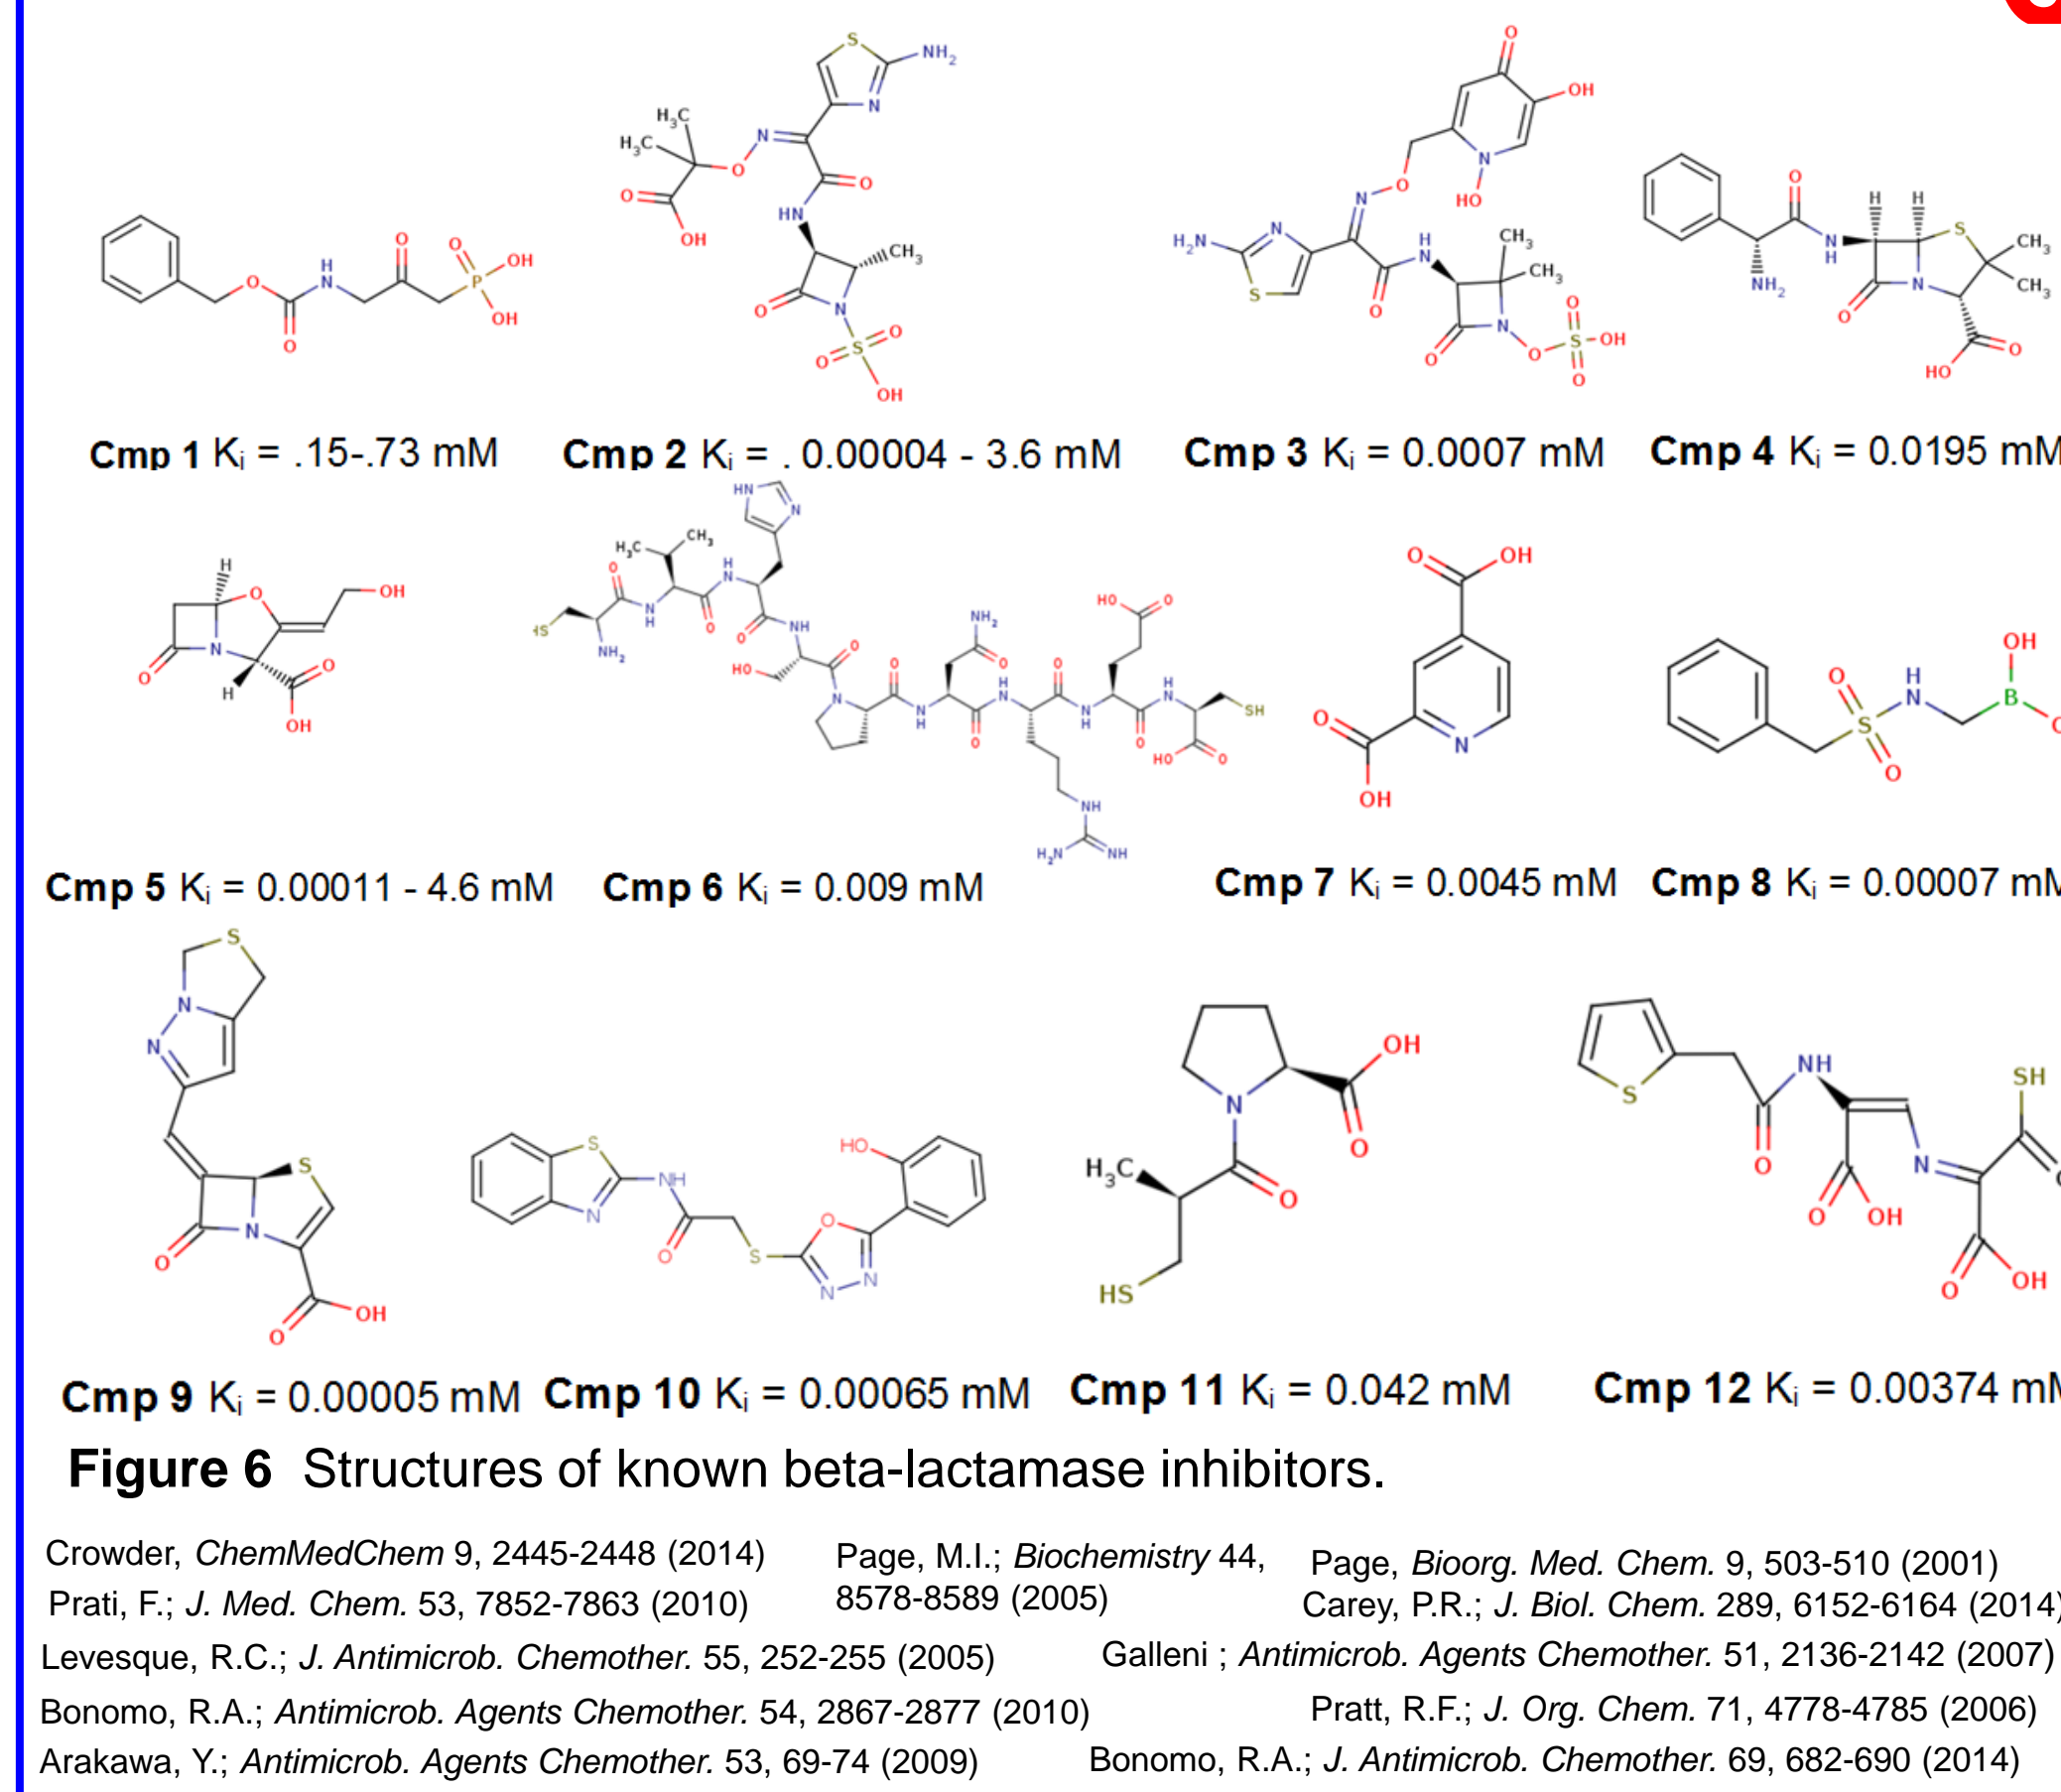 Cmp 1 Kᵢ = .15-.73 mM
Cmp 2 Kᵢ = . 0.00004 - 3.6 mM
Cmp 3 Kᵢ = 0.0007 mM
Cmp 4 Kᵢ = 0.0195 mM
Cmp 5 Kᵢ = 0.00011 - 4.6 mM
Cmp 6 Kᵢ = 0.009 mM
Cmp 7 Kᵢ = 0.0045 mM
Cmp 8 Kᵢ = 0.00007 mM
Cmp 9 Kᵢ = 0.00005 mM
Cmp 10 Kᵢ = 0.00065 mM
Cmp 11 Kᵢ = 0.042 mM
Cmp 12 Kᵢ = 0.00374 mM
Figure 6 Structures of known beta-lactamase inhibitors.
Crowder, ChemMedChem 9, 2445-2448 (2014)
Prati, F.; J. Med. Chem. 53, 7852-7863 (2010)
Page, M.I.; Biochemistry 44,
8578-8589 (2005)
Page, Bioorg. Med. Chem. 9, 503-510 (2001)
Carey, P.R.; J. Biol. Chem. 289, 6152-6164 (2014)
Levesque, R.C.; J. Antimicrob. Chemother. 55, 252-255 (2005)
Galleni ; Antimicrob. Agents Chemother. 51, 2136-2142 (2007)
Bonomo, R.A.; Antimicrob. Agents Chemother. 54, 2867-2877 (2010)
Pratt, R.F.; J. Org. Chem. 71, 4778-4785 (2006)
Arakawa, Y.; Antimicrob. Agents Chemother. 53, 69-74 (2009)
Bonomo, R.A.; J. Antimicrob. Chemother. 69, 682-690 (2014)